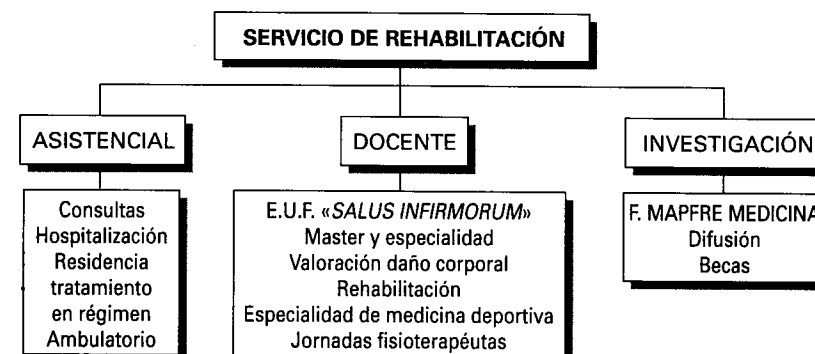 SERVICIO DE REHABILITACIÓN
ASISTENCIAL
Consultas
Hospitalización
Residencia
tratamiento
en régimen
Ambulatorio
DOCENTE
E.U.F. «SALUS INFIRMORUM»
Master y especialidad
Valoración daño corporal
Rehabilitación
Especialidad de medicina deportiva
Jornadas fisioterapéutas
INVESTIGACIÓN
F. MAPFRE MEDICINA
Difusión
Becas